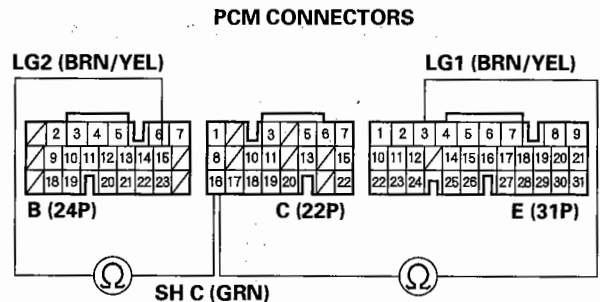 PCM CONNECTORS
LG2 (BRN/YEL)
LG1 (BRN/YEL)
2 3 4 5 6 7
9 10 11 12 13 14 15
18 19 20 21 22 23
B (24P)
1 3 5 6 7
8 10 11 13 15
16 17 18 19 20 22
C (22P)
1 2 3 4 5 6 7 8 9
10 11 12 14 15 16 17 18 19 20 21
22 23 24 25 26 27 28 29 30 31
E (31P)
Ω
SH C (GRN)
Ω